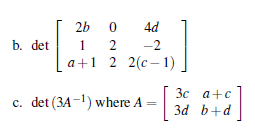 b. det [ 2b 0 4d
1 2 −2
a+1 2 2(c−1) ]
c. det (3A⁻¹) where A = [ 3c a+c
3d b+d ]